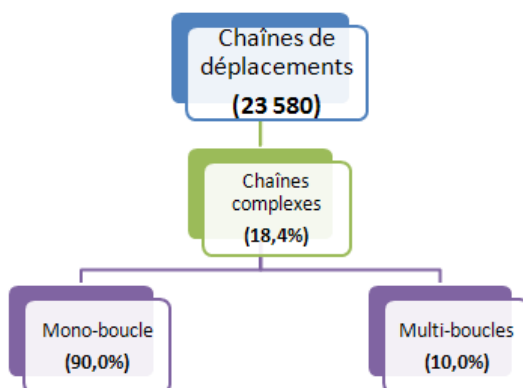 Chaînes de
déplacements
(23 580)
Chaînes
complexes
(18,4%)
Mono-boucle
(90,0%)
Multi-boucles
(10,0%)